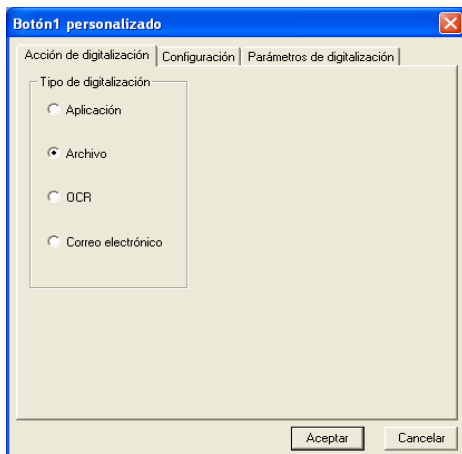 Botón1 personalizado
Acción de digitalización Configuración Parámetros de digitalización
Tipo de digitalización
Aplicación
Archivo
OCR
Correo electrónico
Aceptar Cancelar